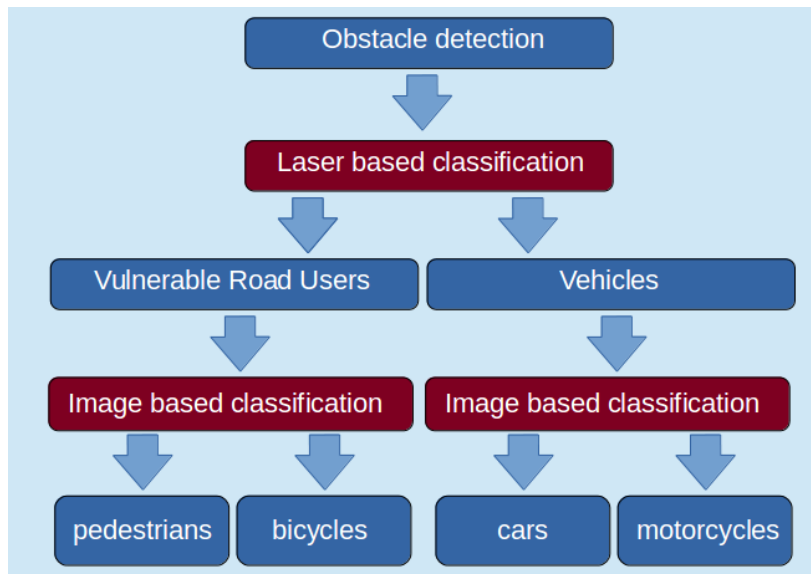 Obstacle detection
Laser based classification
Vulnerable Road Users
Vehicles
Image based classification
Image based classification
pedestrians
bicycles
cars
motorcycles